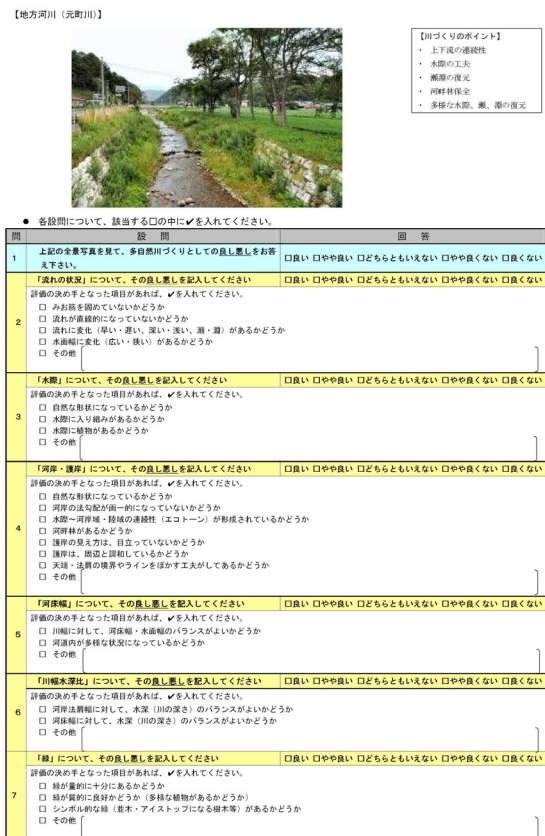 【地方河川（元町川）】
【川づくりのポイント】
・ 上下流の連続性
・ 水際の工夫
・ 瀬淵の復元
・ 河畔林保全
・ 多様な水際、瀬、淵の復元
● 各設問について、該当する□の中に✔を入れてください。
問 設 問 回 答
1 上記の全景写真を見て、多自然川づくりとしての良し悪しをお答え下さい。 □良い □やや良い □どちらともいえない □やや良くない □良くない
「流れの状況」について、その良し悪しを記入してください □良い □やや良い □どちらともいえない □やや良くない □良くない
2
評価の決め手となった項目があれば、✔を入れてください。
□ みお筋を固めていないかどうか
□ 流れが直線的になっていないかどうか
□ 流れに変化（早い・遅い、深い・浅い、瀬・淵）があるかどうか
□ 水面幅に変化（広い・狭い）があるかどうか
□ その他
「水際」について、その良し悪しを記入してください □良い □やや良い □どちらともいえない □やや良くない □良くない
3
評価の決め手となった項目があれば、✔を入れてください。
□ 自然な形状になっているかどうか
□ 水際に入り組みがあるかどうか
□ 水際に植物があるかどうか
□ その他
「河岸・護岸」について、その良し悪しを記入してください □良い □やや良い □どちらともいえない □やや良くない □良くない
4
評価の決め手となった項目があれば、✔を入れてください。
□ 自然な形状になっているかどうか
□ 河岸の法勾配が画一的になっていないかどうか
□ 水際～河岸域・陸域の連続性（エコトーン）が形成されているかどうか
□ 河畔林があるかどうか
□ 護岸の見え方は、目立っていないかどうか
□ 護岸は、周辺と調和しているかどうか
□ 天端・法肩の境界やラインをぼかす工夫がしてあるかどうか
□ その他
「河床幅」について、その良し悪しを記入してください □良い □やや良い □どちらともいえない □やや良くない □良くない
5
評価の決め手となった項目があれば、✔を入れてください。
□ 川幅に対して、河床幅・水面幅のバランスがよいかどうか
□ 河道内が多様な状況になっているかどうか
□ その他
「川幅水深比」について、その良し悪しを記入してください □良い □やや良い □どちらともいえない □やや良くない □良くない
6
評価の決め手となった項目があれば、✔を入れてください。
□ 河岸法肩幅に対して、水深（川の深さ）のバランスがよいかどうか
□ 河床幅に対して、水深（川の深さ）のバランスがよいかどうか
□ その他
「緑」について、その良し悪しを記入してください □良い □やや良い □どちらともいえない □やや良くない □良くない
7
評価の決め手となった項目があれば、✔を入れてください。
□ 緑が量的に十分にあるかどうか
□ 緑が質的に良好かどうか（多様な植物があるかどうか）
□ シンボル的な緑（並木・アイストップになる樹木等）があるかどうか
□ その他